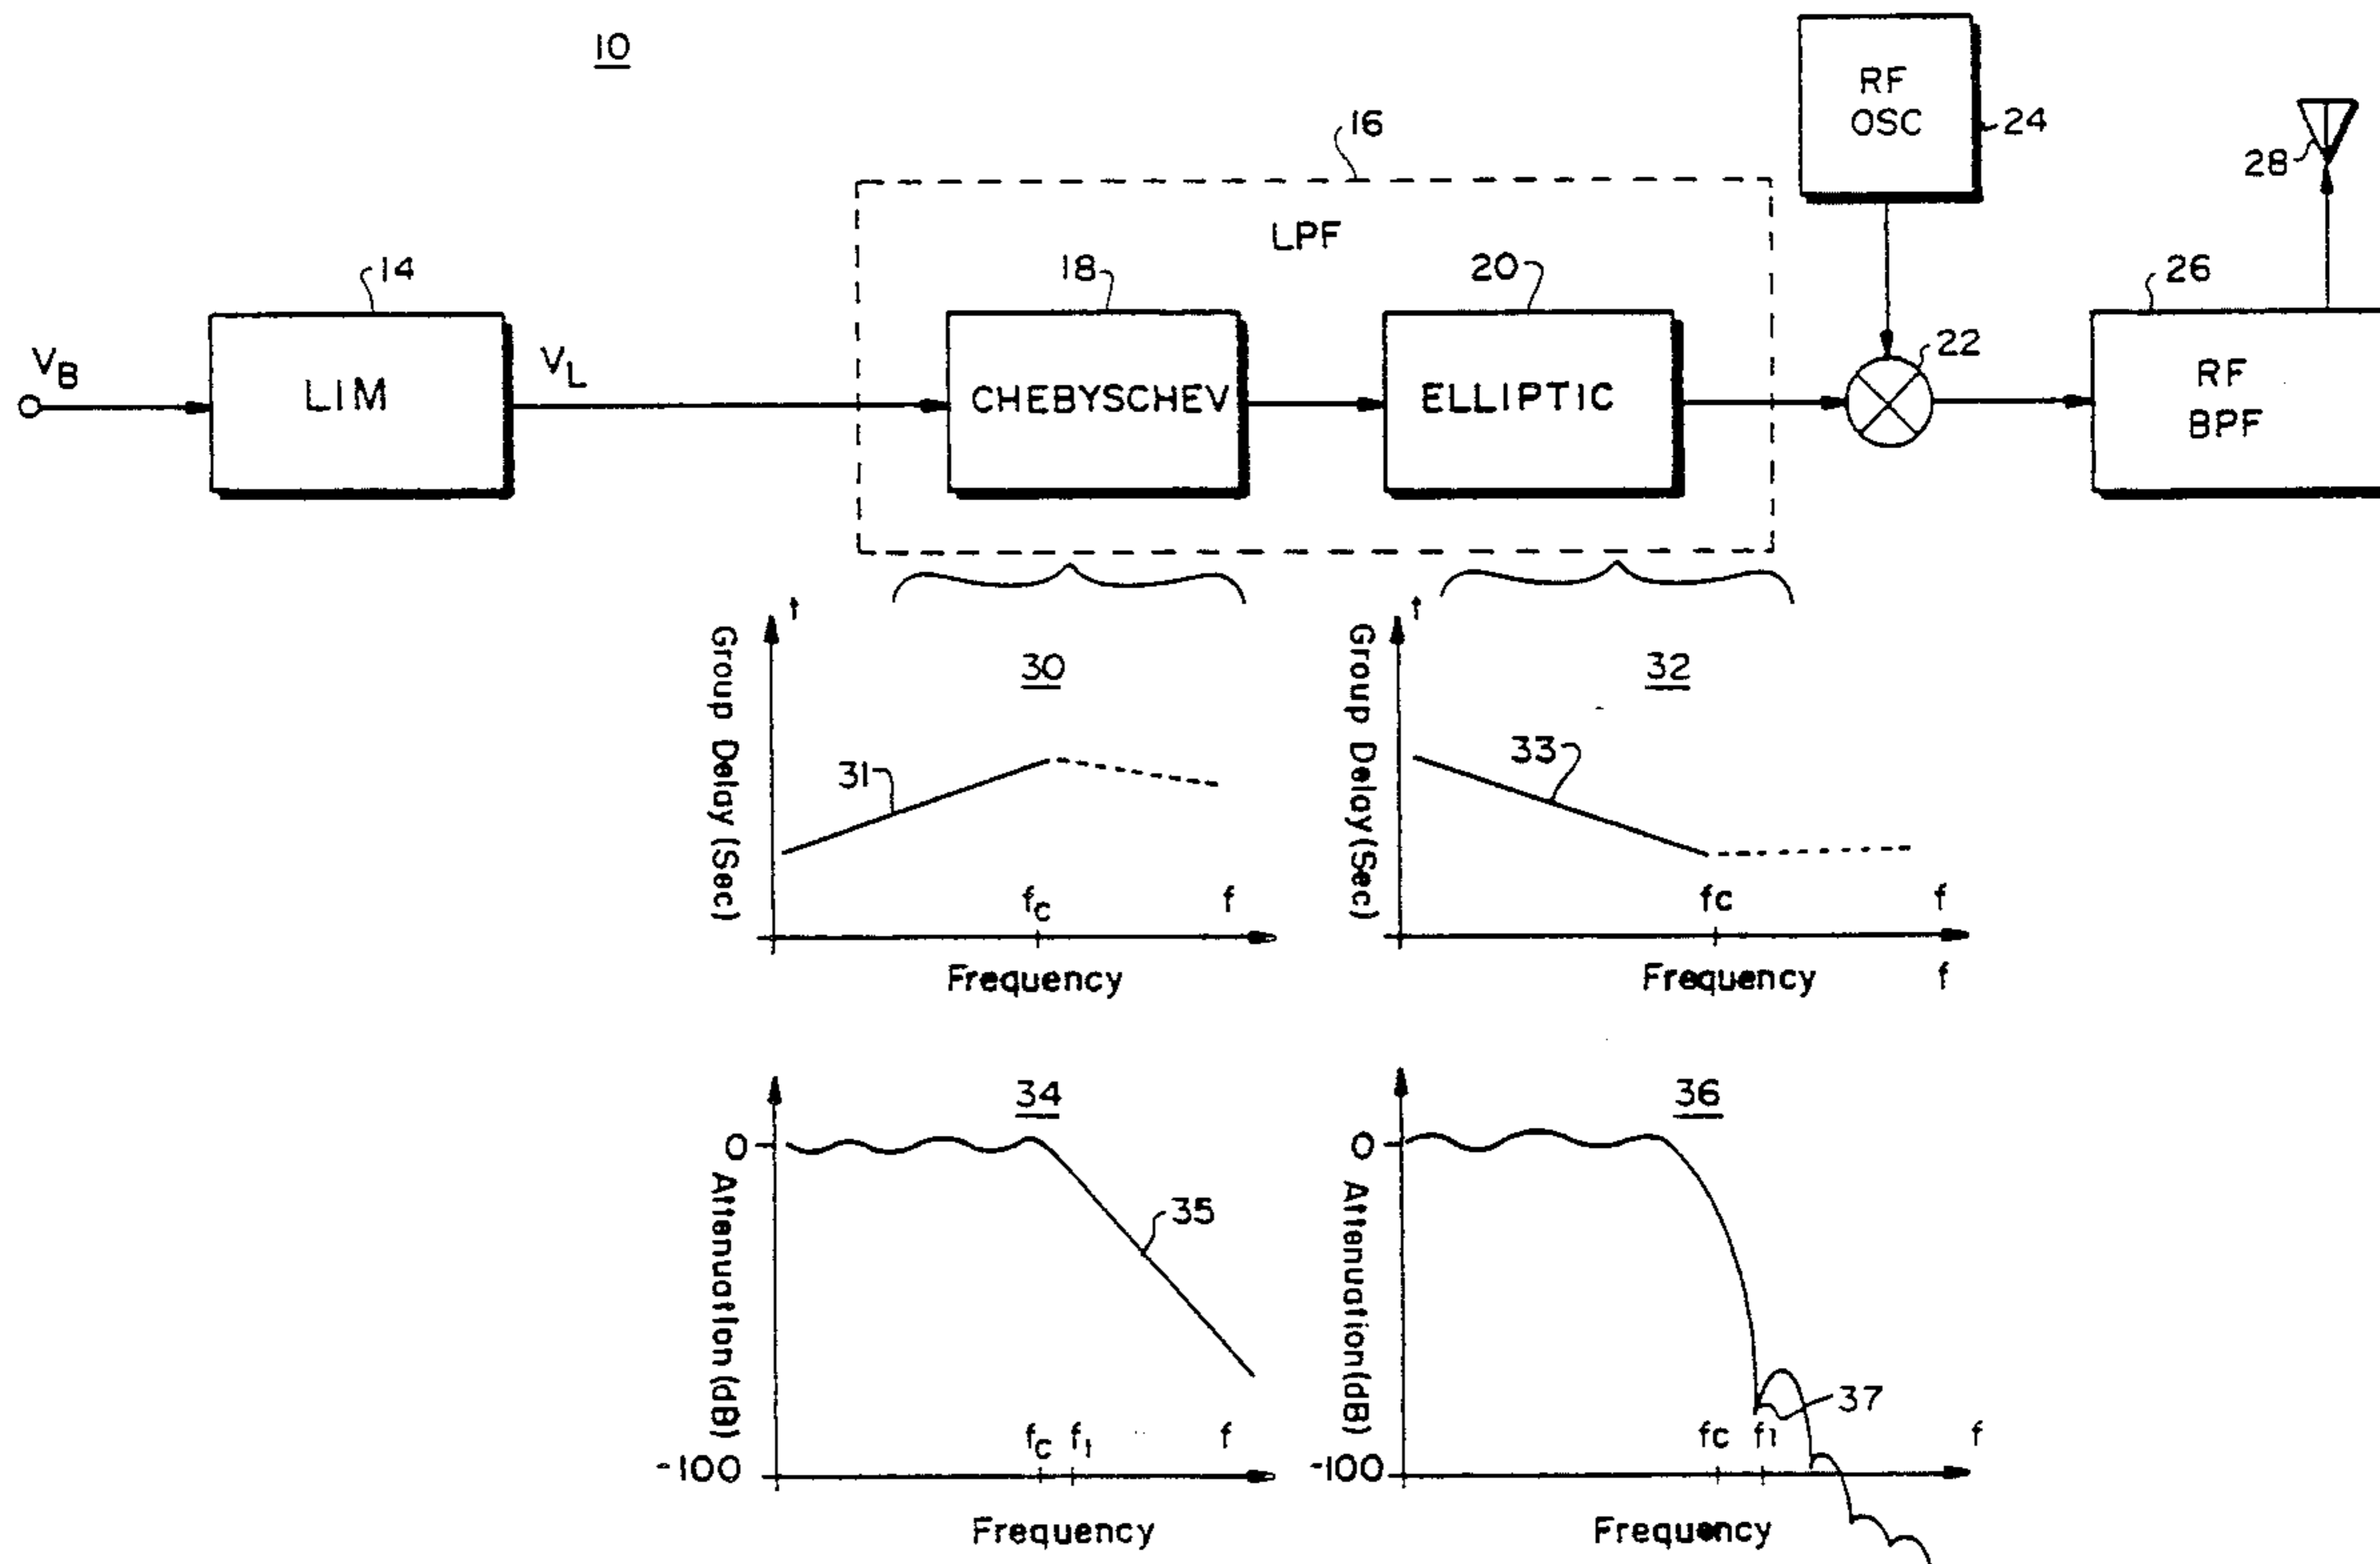 10
RF
OSC
24
28
16
LPF
14
18
20
26
22
V_B
LIM
V_L
CHEBYSCHEV
ELLIPTIC
RF
BPF
t
Group Delay (Sec)
30
31
f_C
f
Frequency
t
Group Delay (Sec)
32
33
fc
f
Frequency
f
34
0
Attenuation (dB)
35
f_C
f_1
f
-100
Frequency
36
0
Attenuation (dB)
37
fc
f_1
f
-100
Frequency